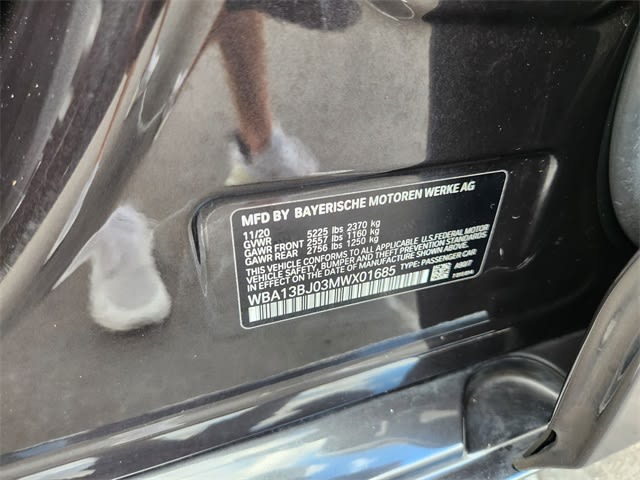 MFD BY BAYERISCHE MOTOREN WERKE AG
11/20
GVWR 5225 lbs 2370 kg
GAWR FRONT 2557 lbs 1160 kg
GAWR REAR 2756 lbs 1250 kg
THIS VEHICLE CONFORMS TO ALL APPLICABLE U.S. FEDERAL MOTOR
VEHICLE SAFETY, BUMPER AND THEFT PREVENTION STANDARDS
IN EFFECT ON THE DATE OF MANUFACTURE SHOWN ABOVE.
WBA13BJ03MWX01685 TYPE: PASSENGER CAR